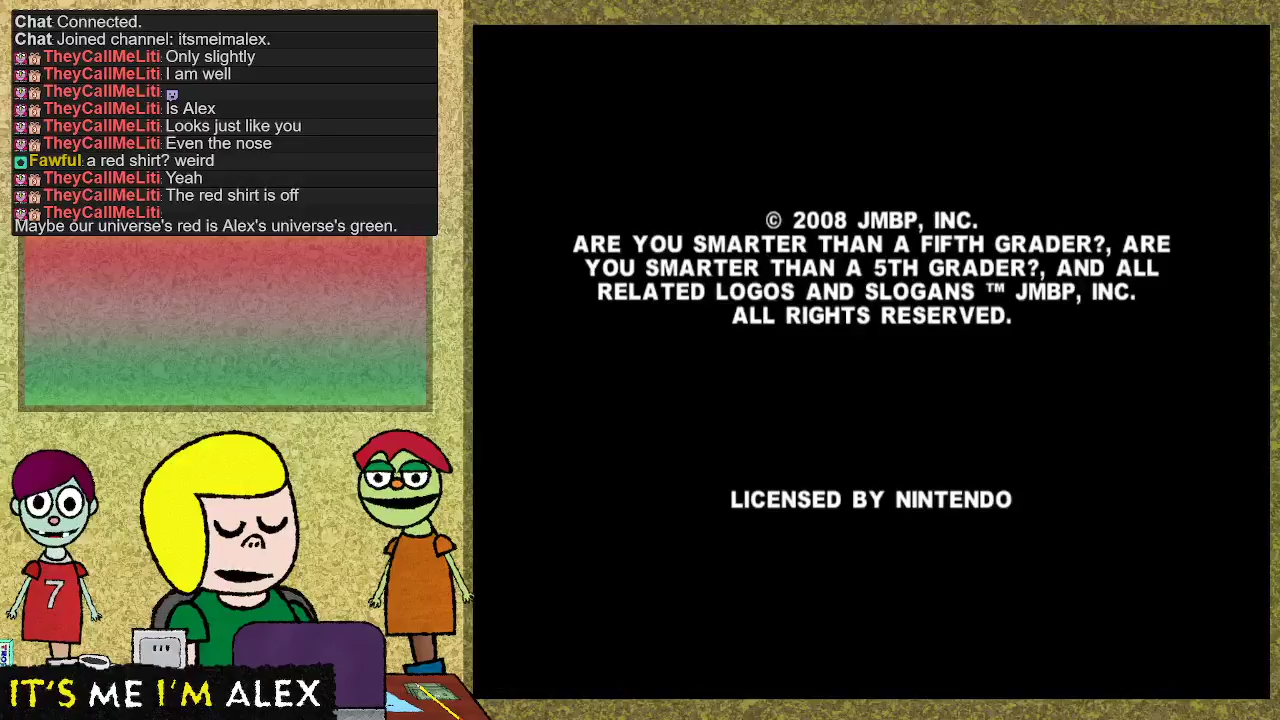 Chat Connected.
Chat Joined channel: itsmeimalex.
TheyCallMeLiti: Only slightly
TheyCallMeLiti: I am well
TheyCallMeLiti:
TheyCallMeLiti: Is Alex
TheyCallMeLiti: Looks just like you
TheyCallMeLiti: Even the nose
Fawful: a red shirt? weird
TheyCallMeLiti: Yeah
TheyCallMeLiti: The red shirt is off
TheyCallMeLiti:
Maybe our universe's red is Alex's universe's green.
© 2008 JMBP, INC.
ARE YOU SMARTER THAN A FIFTH GRADER?, ARE
YOU SMARTER THAN A 5TH GRADER?, AND ALL
RELATED LOGOS AND SLOGANS ™ JMBP, INC.
ALL RIGHTS RESERVED.
LICENSED BY NINTENDO
7
IT'S ME I'M ALEX